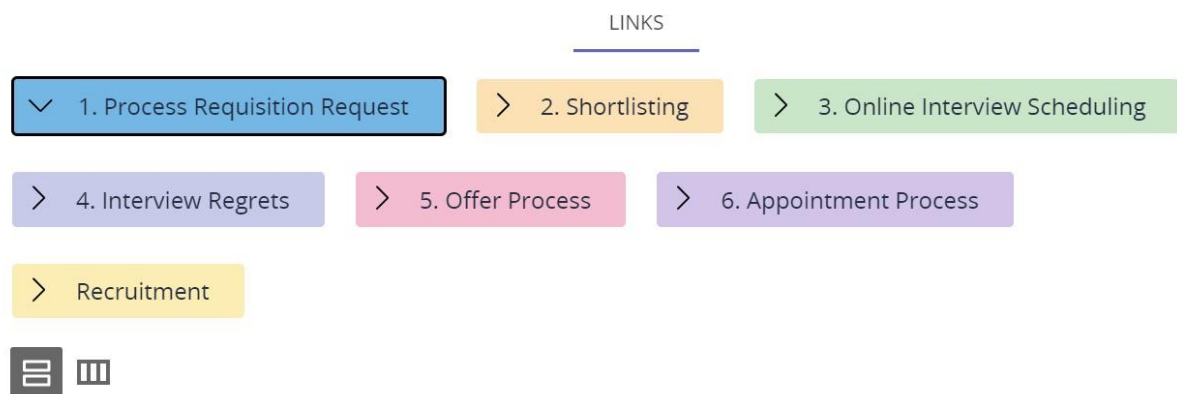 LINKS
1. Process Requisition Request
2. Shortlisting
3. Online Interview Scheduling
4. Interview Regrets
5. Offer Process
6. Appointment Process
Recruitment